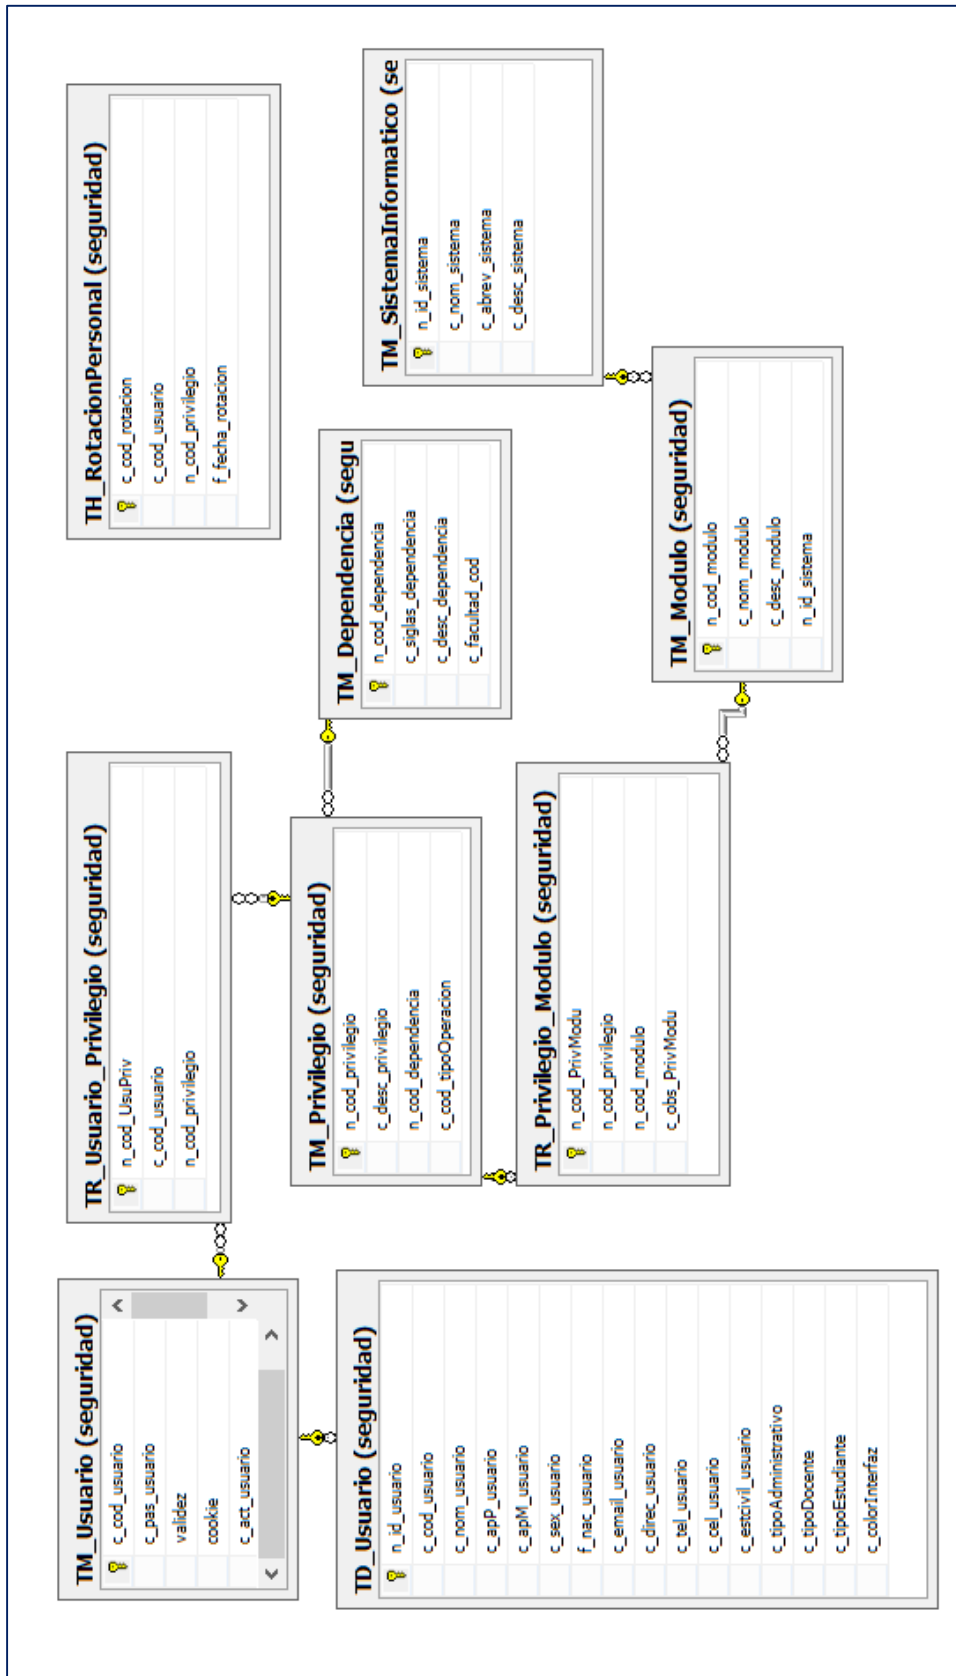 TM_Usuario (seguridad)
c_cod_usuario
c_pas_usuario
validez
cookie
c_act_usuario
TR_Usuario_Privilegio (seguridad)
n_cod_UsuPriv
c_cod_usuario
n_cod_privilegio
TH_RotacionPersonal (seguridad)
c_cod_rotacion
c_cod_usuario
n_cod_privilegio
f_fecha_rotacion
TD_Usuario (seguridad)
n_id_usuario
c_cod_usuario
c_nom_usuario
c_apP_usuario
c_apM_usuario
c_sex_usuario
f_nac_usuario
c_email_usuario
c_direc_usuario
c_tel_usuario
c_cel_usuario
c_estcivil_usuario
c_tipoAdministrativo
c_tipoDocente
c_tipoEstudiante
c_colorInterfaz
TM_Privilegio (seguridad)
n_cod_privilegio
c_desc_privilegio
n_cod_dependencia
c_cod_tipoOperacion
TM_Dependencia (segu
n_cod_dependencia
c_siglas_dependencia
c_desc_dependencia
c_facultad_cod
TM_SistemaInformatico (se
n_id_sistema
c_nom_sistema
c_abrev_sistema
c_desc_sistema
TR_Privilegio_Modulo (seguridad)
n_cod_PrivModu
n_cod_privilegio
n_cod_modulo
c_obs_PrivModu
TM_Modulo (seguridad)
n_cod_modulo
c_nom_modulo
c_desc_modulo
n_id_sistema